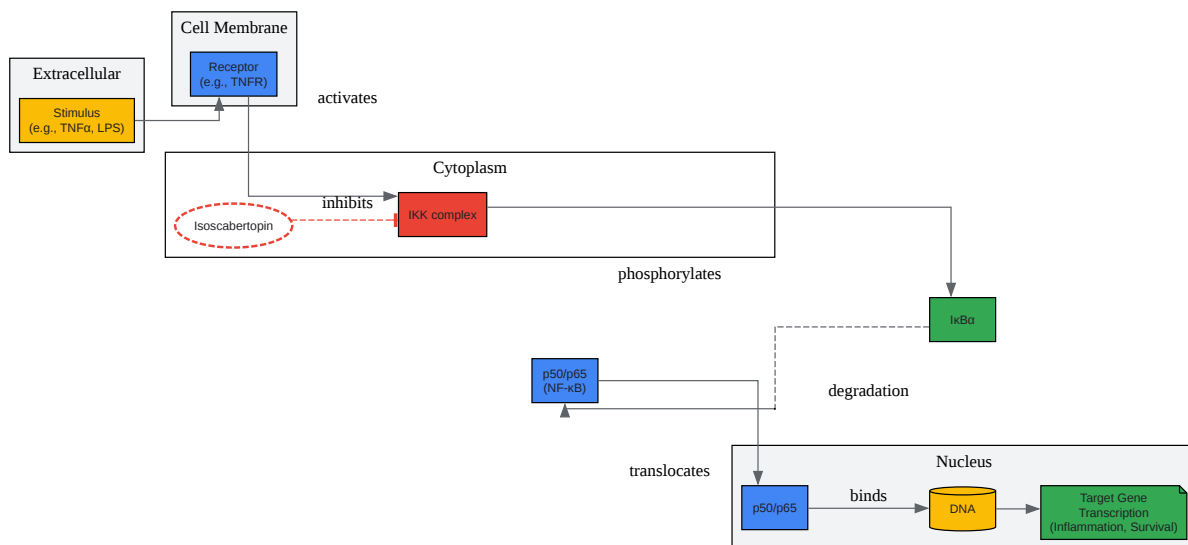 Cell Membrane
Receptor
(e.g., TNFR)
Extracellular
Stimulus
(e.g., TNFα, LPS)
activates
Cytoplasm
inhibits
Isoscabertopin
IKK complex
phosphorylates
IκBα
p50/p65
(NF-κB)
degradation
translocates
Nucleus
p50/p65
binds
DNA
Target Gene
Transcription
(Inflammation, Survival)